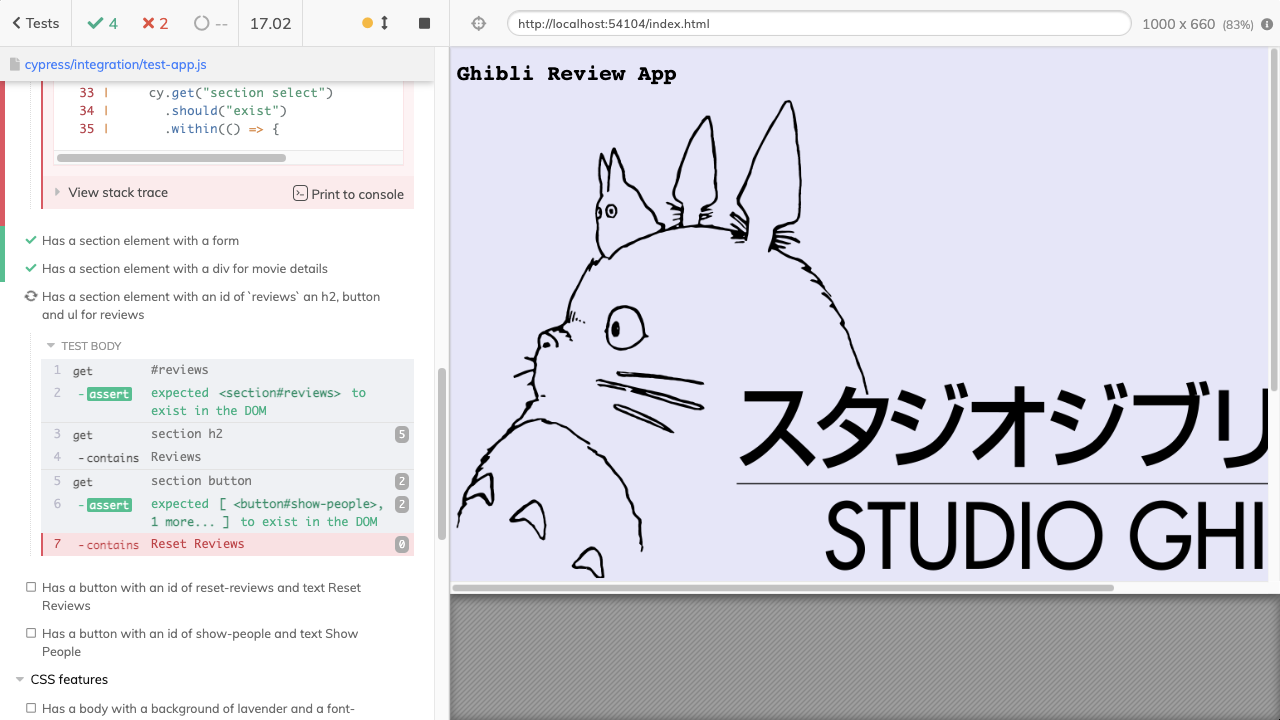 Tests
4
2
--
17.02
http://localhost:54104/index.html
1000 x 660 (83%)
cypress/integration/test-app.js
33 | cy.get("section select")
34 | .should("exist")
35 | .within(() => {
View stack trace
Print to console
Has a section element with a form
Has a section element with a div for movie details
Has a section element with an id of `reviews` an h2, button
and ul for reviews
TEST BODY
1 get #reviews
2 -assert expected <section#reviews> to
exist in the DOM
3 get section h2 5
4 -contains Reviews
5 get section button 2
6 -assert expected [ <button#show-people>, 2
1 more... ] to exist in the DOM
7 -contains Reset Reviews 0
Has a button with an id of reset-reviews and text Reset
Reviews
Has a button with an id of show-people and text Show
People
CSS features
Has a body with a background of lavender and a font-
Ghibli Review App
スタジオジブリ
STUDIO GHI